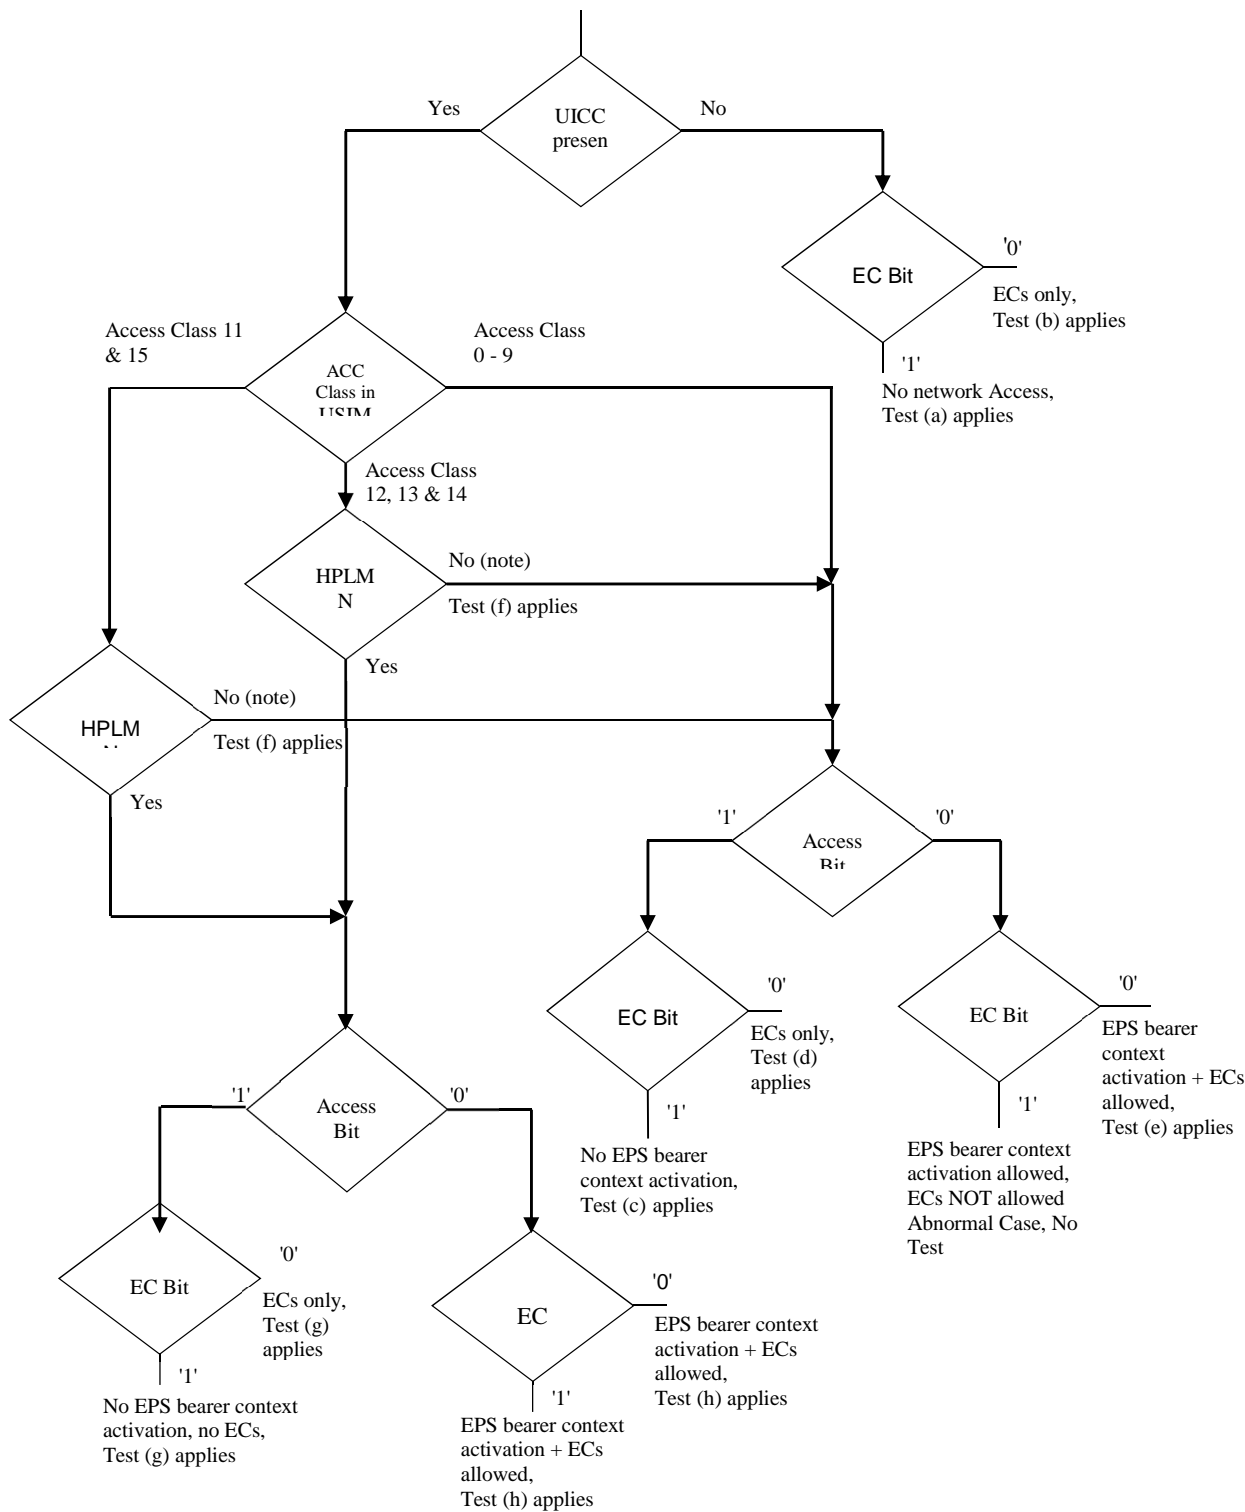 Yes
UICC
presen
No
'0'
EC Bit
ECs only,
Test (b) applies
'1'
No network Access,
Test (a) applies
Access Class 11
& 15
Access Class
0 - 9
ACC
Class in
USIM
Access Class
12, 13 & 14
HPLM
N
No (note)
Test (f) applies
Yes
HPLM
No (note)
Test (f) applies
Yes
'1'
'0'
Access
Bit
'0'
EC Bit
ECs only,
Test (d)
applies
'1'
No EPS bearer
context activation,
Test (c) applies
'0'
EC Bit
EPS bearer
context
activation + ECs
allowed,
Test (e) applies
'1'
EPS bearer context
activation allowed,
ECs NOT allowed
Abnormal Case, No
Test
'1'
'0'
Access
Bit
'0'
EC Bit
ECs only,
Test (g)
applies
'1'
No EPS bearer context
activation, no ECs,
Test (g) applies
'0'
EC
EPS bearer context
activation + ECs
allowed,
Test (h) applies
'1'
EPS bearer context
activation + ECs
allowed,
Test (h) applies